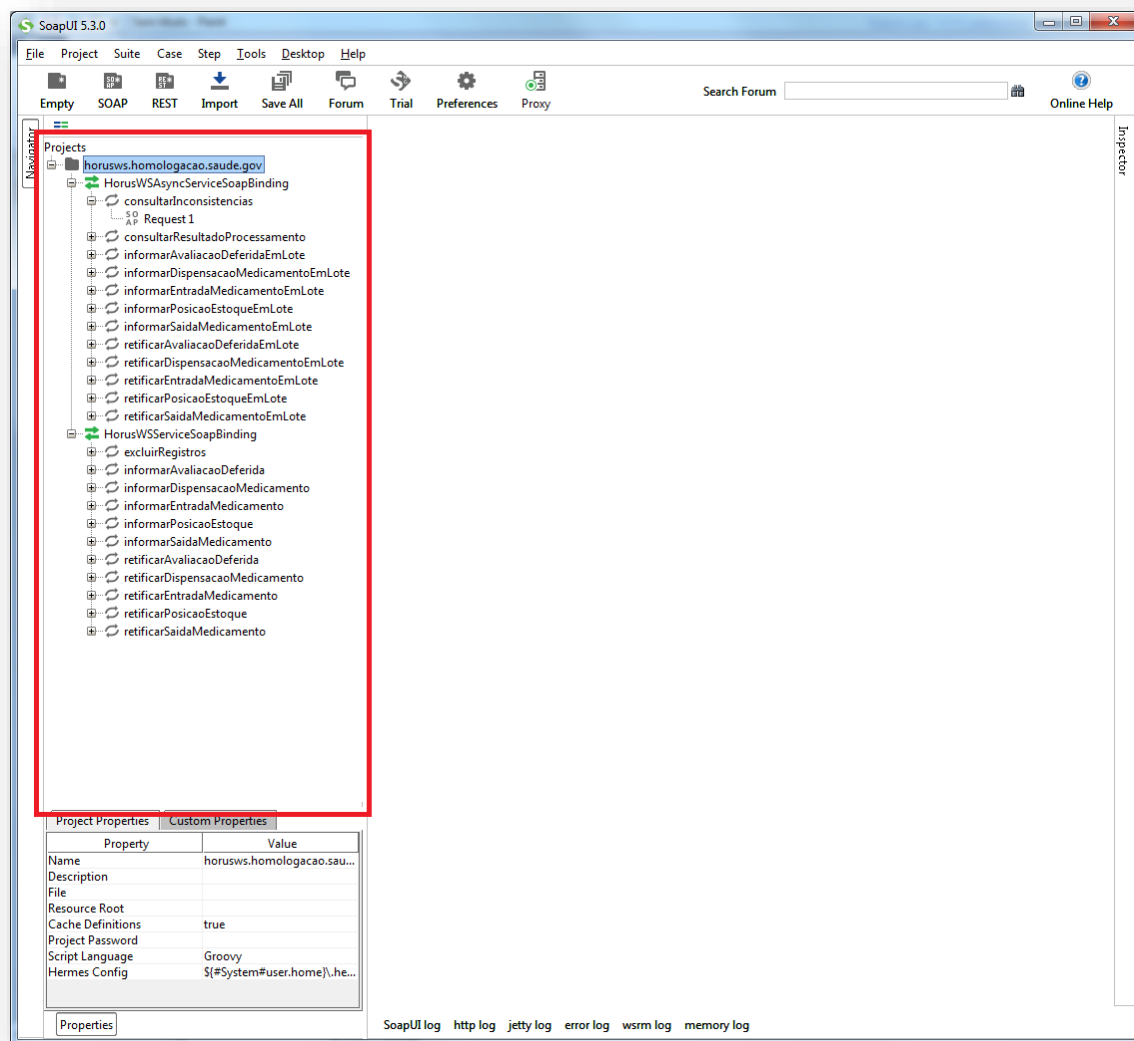 SoapUI 5.3.0
File Project Suite Case Step Tools Desktop Help
Empty SOAP REST Import Save All Forum Trial Preferences Proxy Search Forum Online Help
Navigator
Inspector
Projects
horusws.homologacao.saude.gov
HorusWSAsyncServiceSoapBinding
consultarInconsistencias
SOAP Request 1
consultarResultadoProcessamento
informarAvaliacaoDeferidaEmLote
informarDispensacaoMedicamentoEmLote
informarEntradaMedicamentoEmLote
informarPosicaoEstoqueEmLote
informarSaidaMedicamentoEmLote
retificarAvaliacaoDeferidaEmLote
retificarDispensacaoMedicamentoEmLote
retificarEntradaMedicamentoEmLote
retificarPosicaoEstoqueEmLote
retificarSaidaMedicamentoEmLote
HorusWSServiceSoapBinding
excluirRegistros
informarAvaliacaoDeferida
informarDispensacaoMedicamento
informarEntradaMedicamento
informarPosicaoEstoque
informarSaidaMedicamento
retificarAvaliacaoDeferida
retificarDispensacaoMedicamento
retificarEntradaMedicamento
retificarPosicaoEstoque
retificarSaidaMedicamento
Project Properties Custom Properties
Property Value
Name horusws.homologacao.sau...
Description
File
Resource Root
Cache Definitions true
Project Password
Script Language Groovy
Hermes Config ${#System#user.home}\.he...
Properties
SoapUI log http log jetty log error log wsrm log memory log